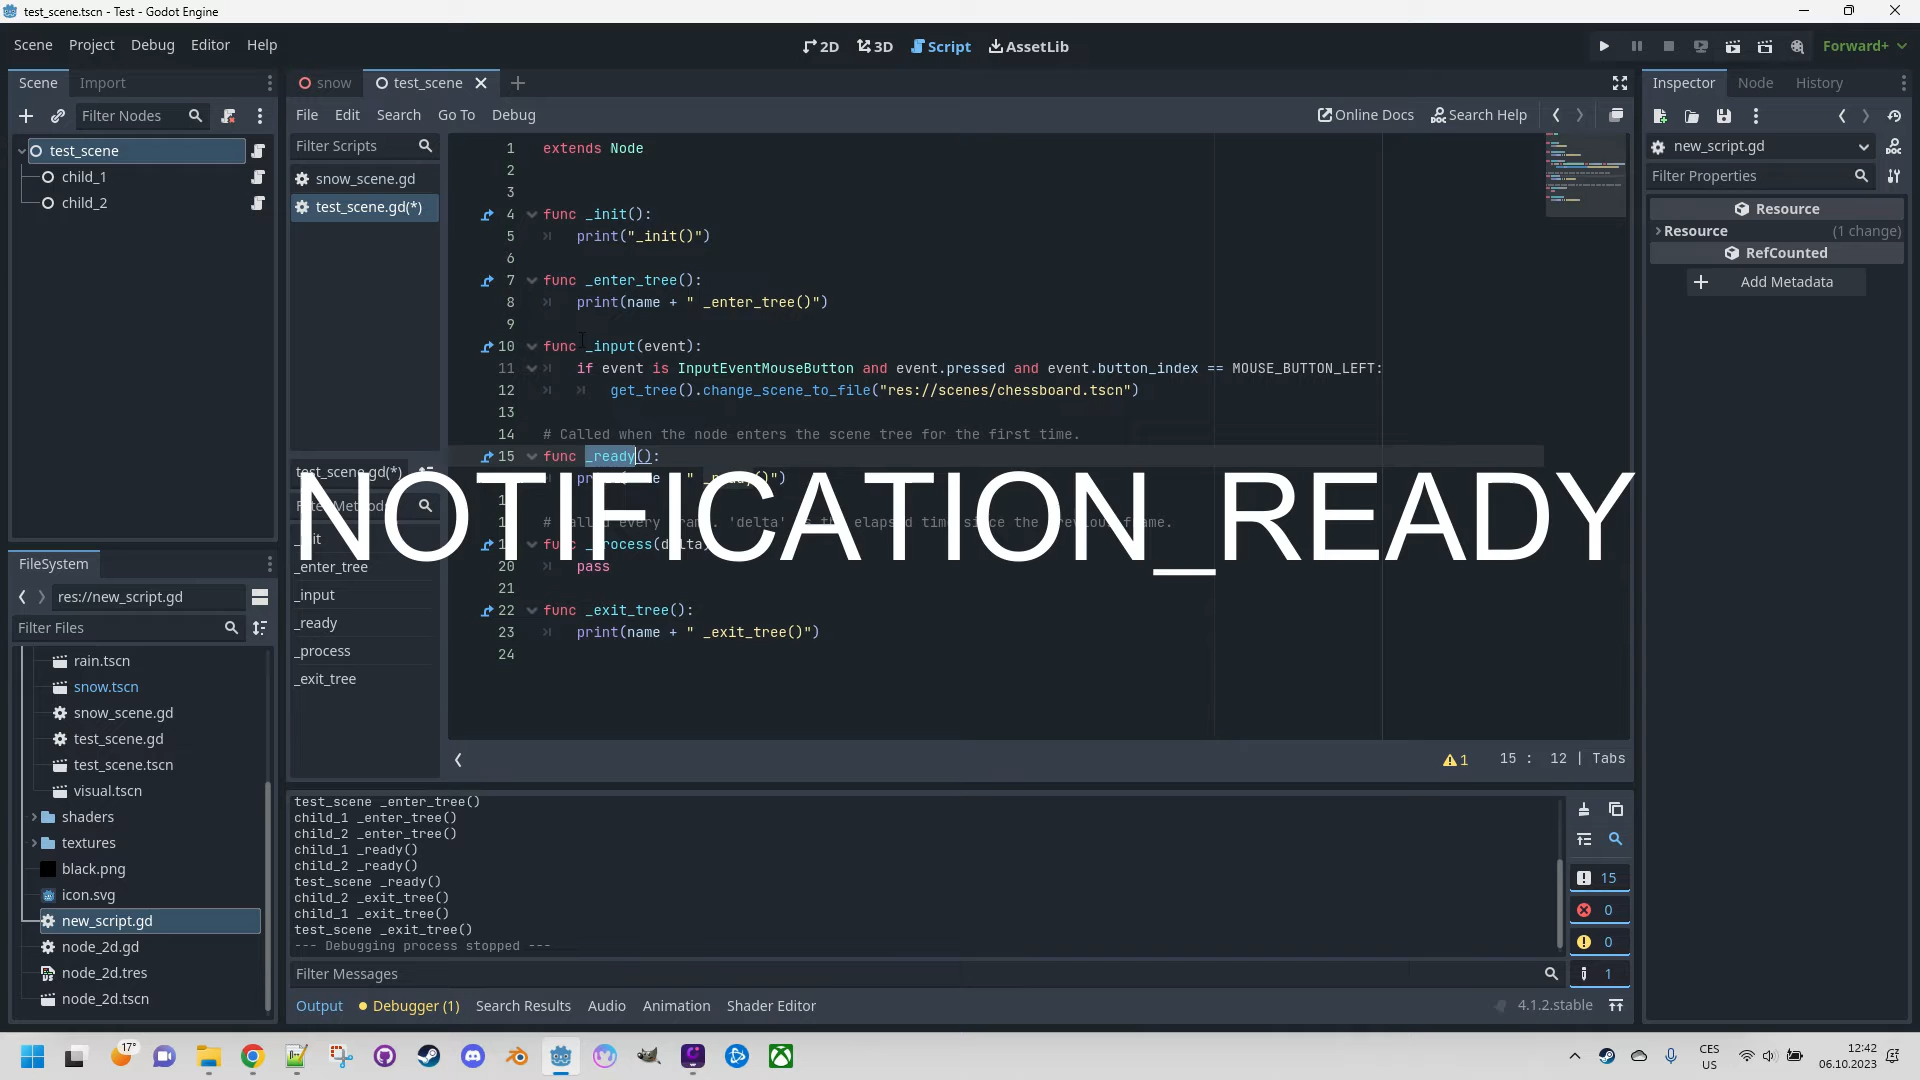 test_scene.tscn - Test - Godot Engine
Scene Project Debug Editor Help
2D 3D Script AssetLib
Forward+
Scene Import
snow test_scene
Inspector Node History
Filter Nodes
File Edit Search Go To Debug
Online Docs Search Help
test_scene
child_1
child_2
Filter Scripts
snow_scene.gd
test_scene.gd(*)
1 extends Node
2
3
4 func _init():
5 print("_init()")
6
7 func _enter_tree():
8 print(name + " _enter_tree()")
9
10 func _input(event):
11 if event is InputEventMouseButton and event.pressed and event.button_index == MOUSE_BUTTON_LEFT:
12 get_tree().change_scene_to_file("res://scenes/chessboard.tscn")
13
14 # Called when the node enters the scene tree for the first time.
15 func _ready():
NOTIFICATION_READY
20 pass
21
22 func _exit_tree():
23 print(name + " _exit_tree()")
24
test_scene.gd(*)
_enter_tree
_input
_ready
_process
_exit_tree
1 15 : 12 | Tabs
new_script.gd
Filter Properties
Resource
Resource (1 change)
RefCounted
Add Metadata
FileSystem
res://new_script.gd
Filter Files
rain.tscn
snow.tscn
snow_scene.gd
test_scene.gd
test_scene.tscn
visual.tscn
shaders
textures
black.png
icon.svg
new_script.gd
node_2d.gd
node_2d.tres
node_2d.tscn
test_scene _enter_tree()
child_1 _enter_tree()
child_2 _enter_tree()
child_1 _ready()
child_2 _ready()
test_scene _ready()
child_2 _exit_tree()
child_1 _exit_tree()
test_scene _exit_tree()
--- Debugging process stopped ---
15
0
0
1
Filter Messages
Output Debugger (1) Search Results Audio Animation Shader Editor
4.1.2.stable
17°
CES
US
12:42
06.10.2023